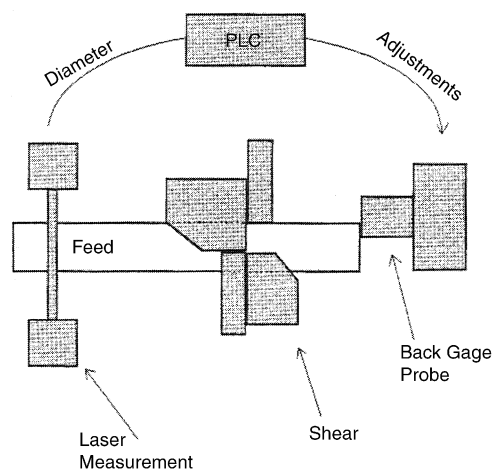 PLC
Diameter
Adjustments
Feed
Back Gage
Probe
Shear
Laser
Measurement